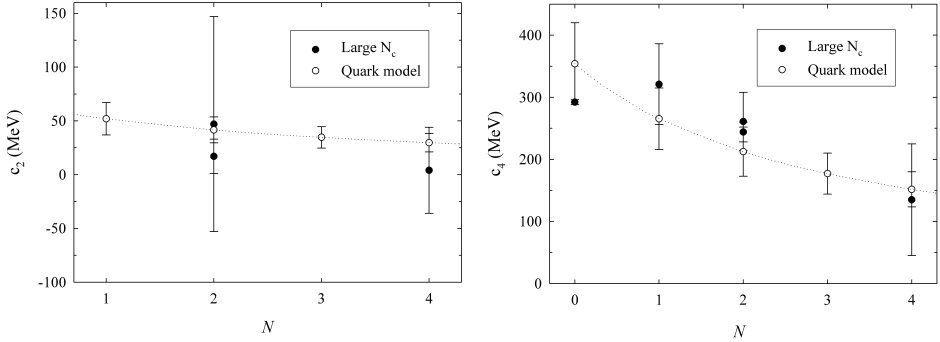 150
100
50
0
-50
-100
c2 (MeV)
1 2 3 4
N
Large Nc
Quark model
400
300
200
100
0
c4 (MeV)
0 1 2 3 4
N
Large Nc
Quark model